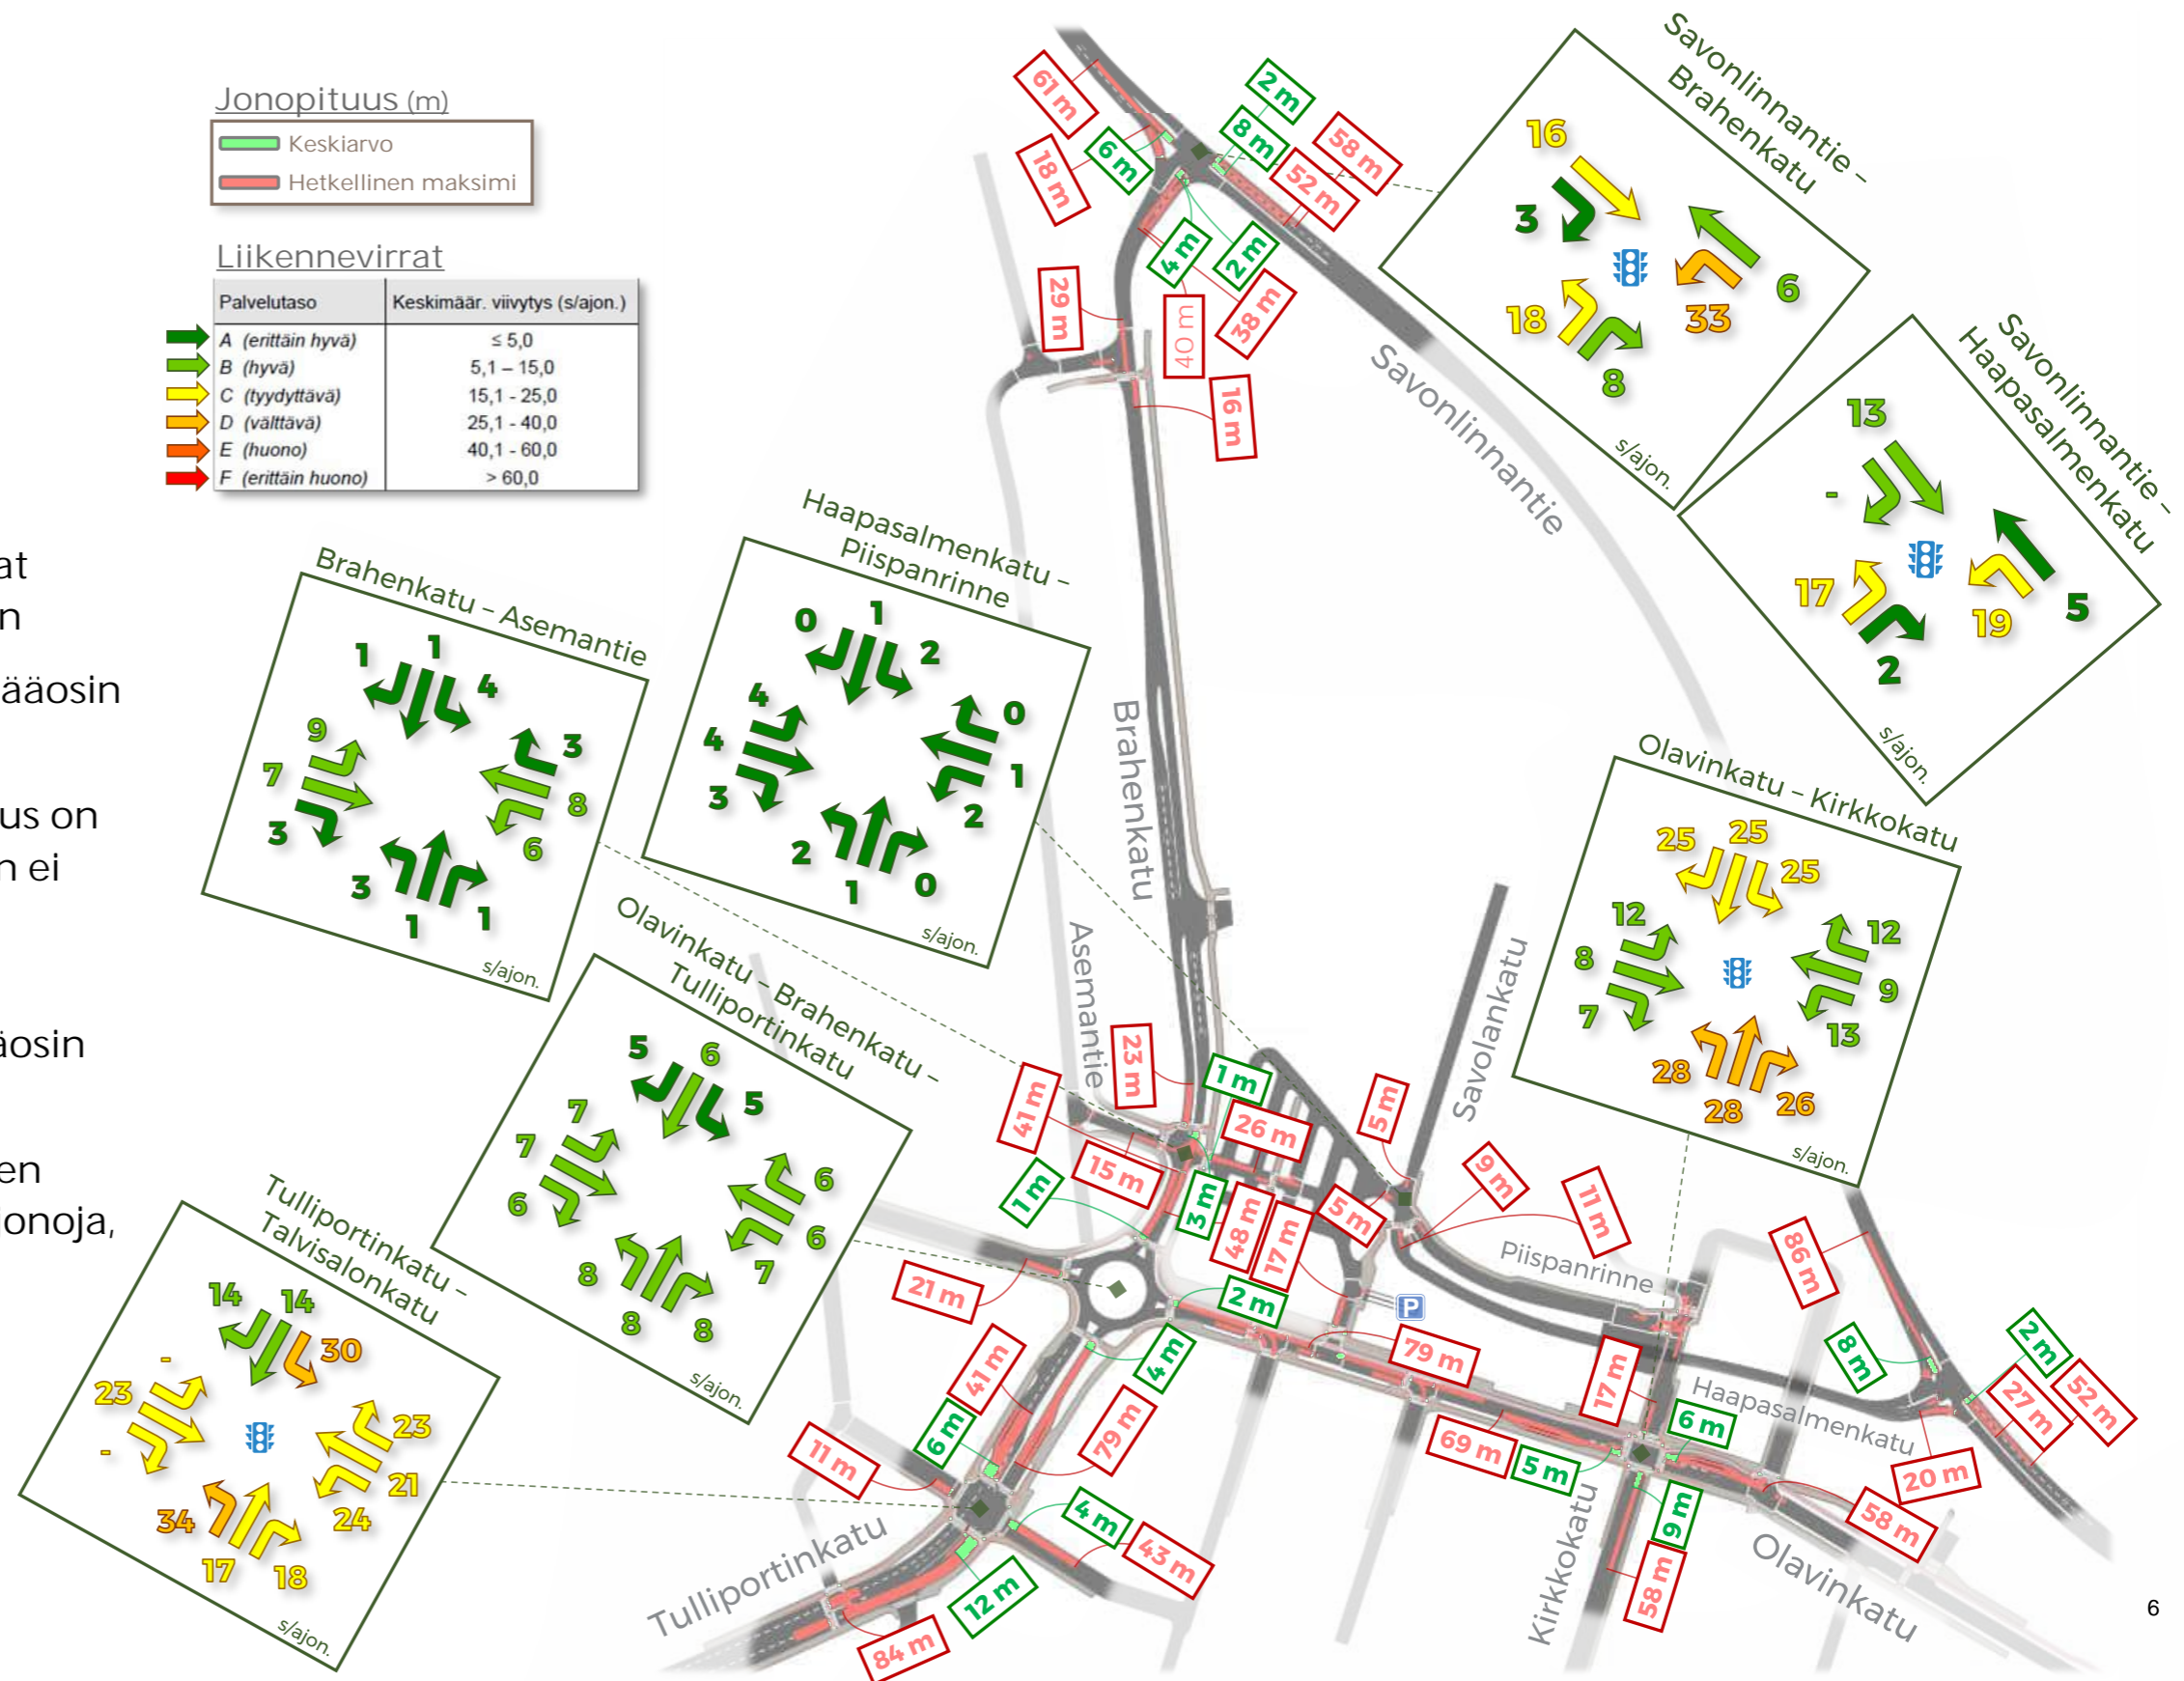 Jonopituus (m)
Keskiarvo
Hetkellinen maksimi
Liikennevirrat
Palvelutaso Keskimäär. viivytys (s/ajon.)
A (erittäin hyvä) ≤ 5,0
B (hyvä) 5,1 – 15,0
C (tyydyttävä) 15,1 - 25,0
D (välttävä) 25,1 - 40,0
E (huono) 40,1 - 60,0
F (erittäin huono) > 60,0
at
n
ääosin
us on
n ei
äosin
en
jonoja,
Savonlinnantie –
Brahenkatu
16
3
6
33
18
8
s/ajon.
Savonlinnantie –
Haapasalmenkatu
13
-
5
19
17
2
s/ajon.
Brahenkatu – Asemantie
1
1
4
9
7
3
3
8
6
3
1
1
s/ajon.
Haapasalmenkatu –
Piispanrinne
0
1
2
4
4
3
0
1
2
2
1
0
s/ajon.
Olavinkatu – Brahenkatu –
Tulliportinkatu
5
6
5
7
7
6
6
6
7
8
8
8
s/ajon.
Olavinkatu – Kirkkokatu
25
25
25
12
8
7
12
9
13
28
28
26
s/ajon.
Tulliportinkatu –
Talvisalonkatu
14
14
30
-
23
-
23
21
24
34
17
18
s/ajon.
61 m
18 m
6 m
2 m
8 m
58 m
52 m
4 m
2 m
38 m
40 m
29 m
16 m
Savonlinnantie
Brahenkatu
Asemantie
Savolankatu
23 m
41 m
1 m
26 m
15 m
1 m
3 m
48 m
17 m
5 m
5 m
9 m
11 m
Piispanrinne
P
21 m
2 m
4 m
79 m
41 m
6 m
79 m
11 m
4 m
43 m
12 m
84 m
Tulliportinkatu
69 m
5 m
17 m
6 m
9 m
58 m
58 m
Kirkkokatu
Olavinkatu
Haapasalmenkatu
86 m
8 m
2 m
27 m
52 m
20 m
6